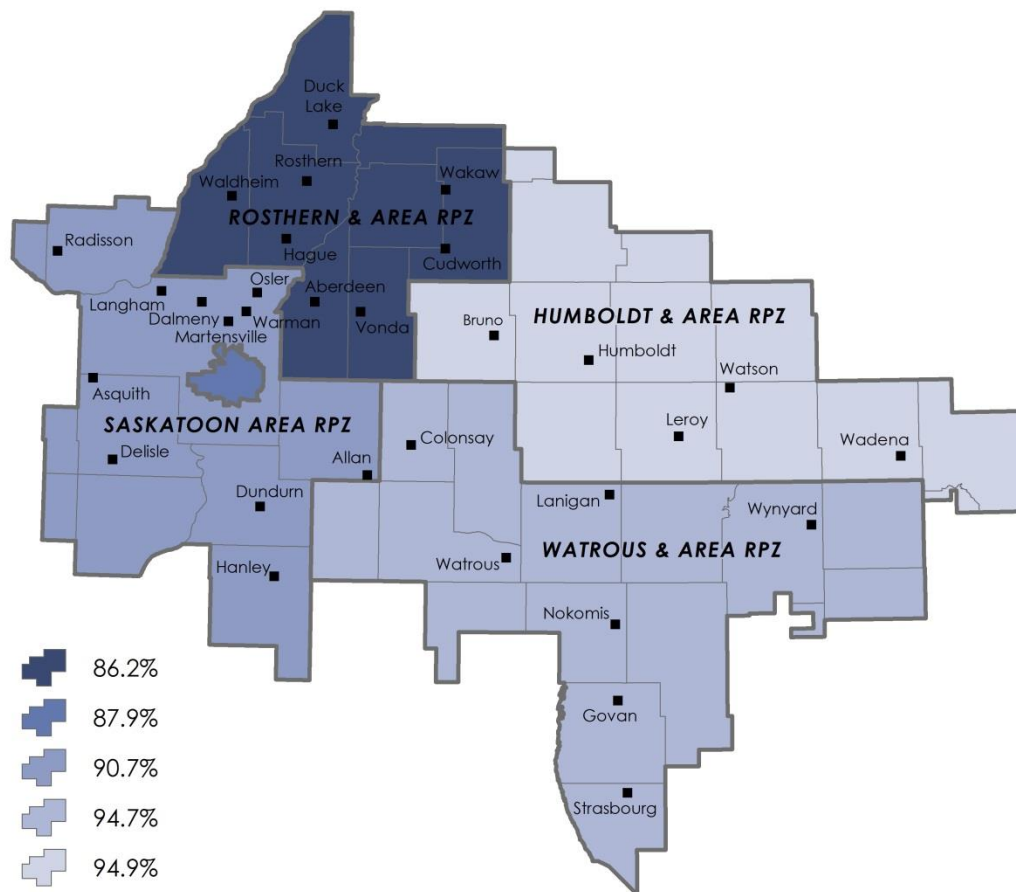 Duck
Lake
Rosthern
Waldheim
Wakaw
ROSTHERN & AREA RPZ
Radisson
Hague
Cudworth
Osler
Aberdeen
Langham
Dalmeny
Warman
Vonda
Martensville
Bruno
HUMBOLDT & AREA RPZ
Humboldt
Watson
Asquith
SASKATOON AREA RPZ
Colonsay
Leroy
Wadena
Delisle
Allan
Dundurn
Lanigan
Wynyard
WATROUS & AREA RPZ
Watrous
Hanley
Nokomis
Govan
Strasbourg
86.2%
87.9%
90.7%
94.7%
94.9%